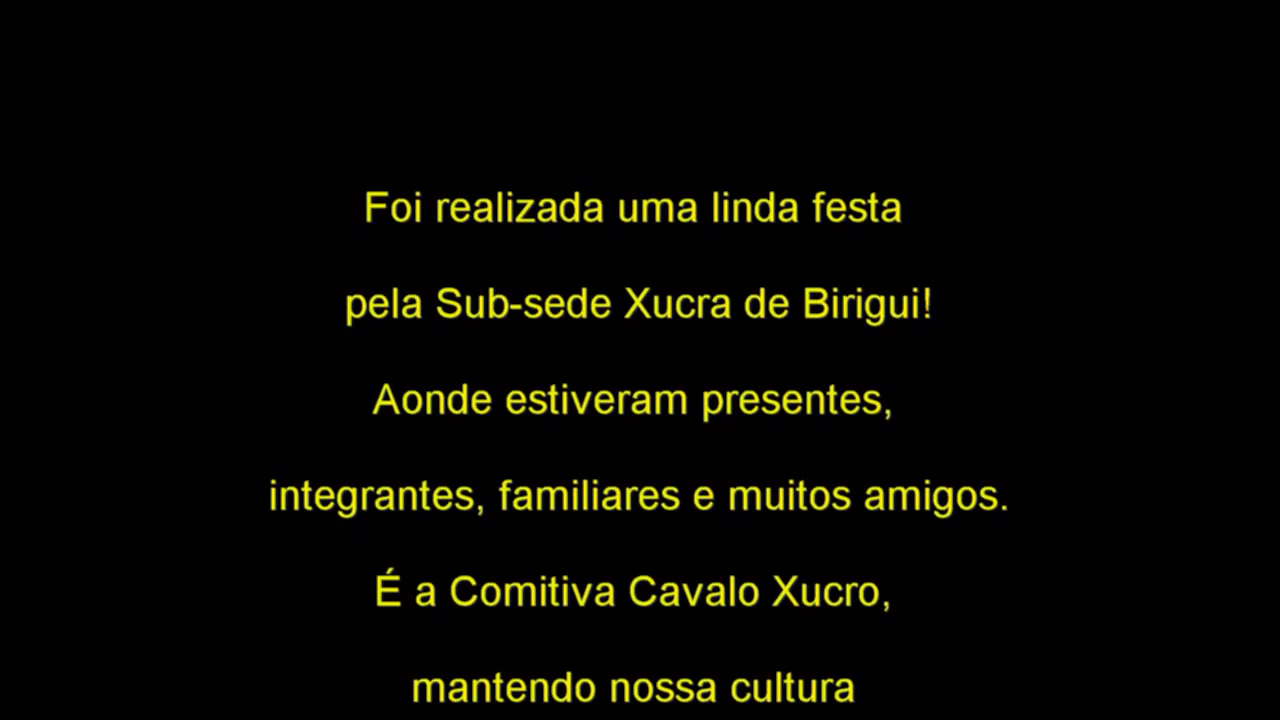 Foi realizada uma linda festa
pela Sub-sede Xucra de Birigui!
Aonde estiveram presentes,
integrantes, familiares e muitos amigos.
É a Comitiva Cavalo Xucro,
mantendo nossa cultura